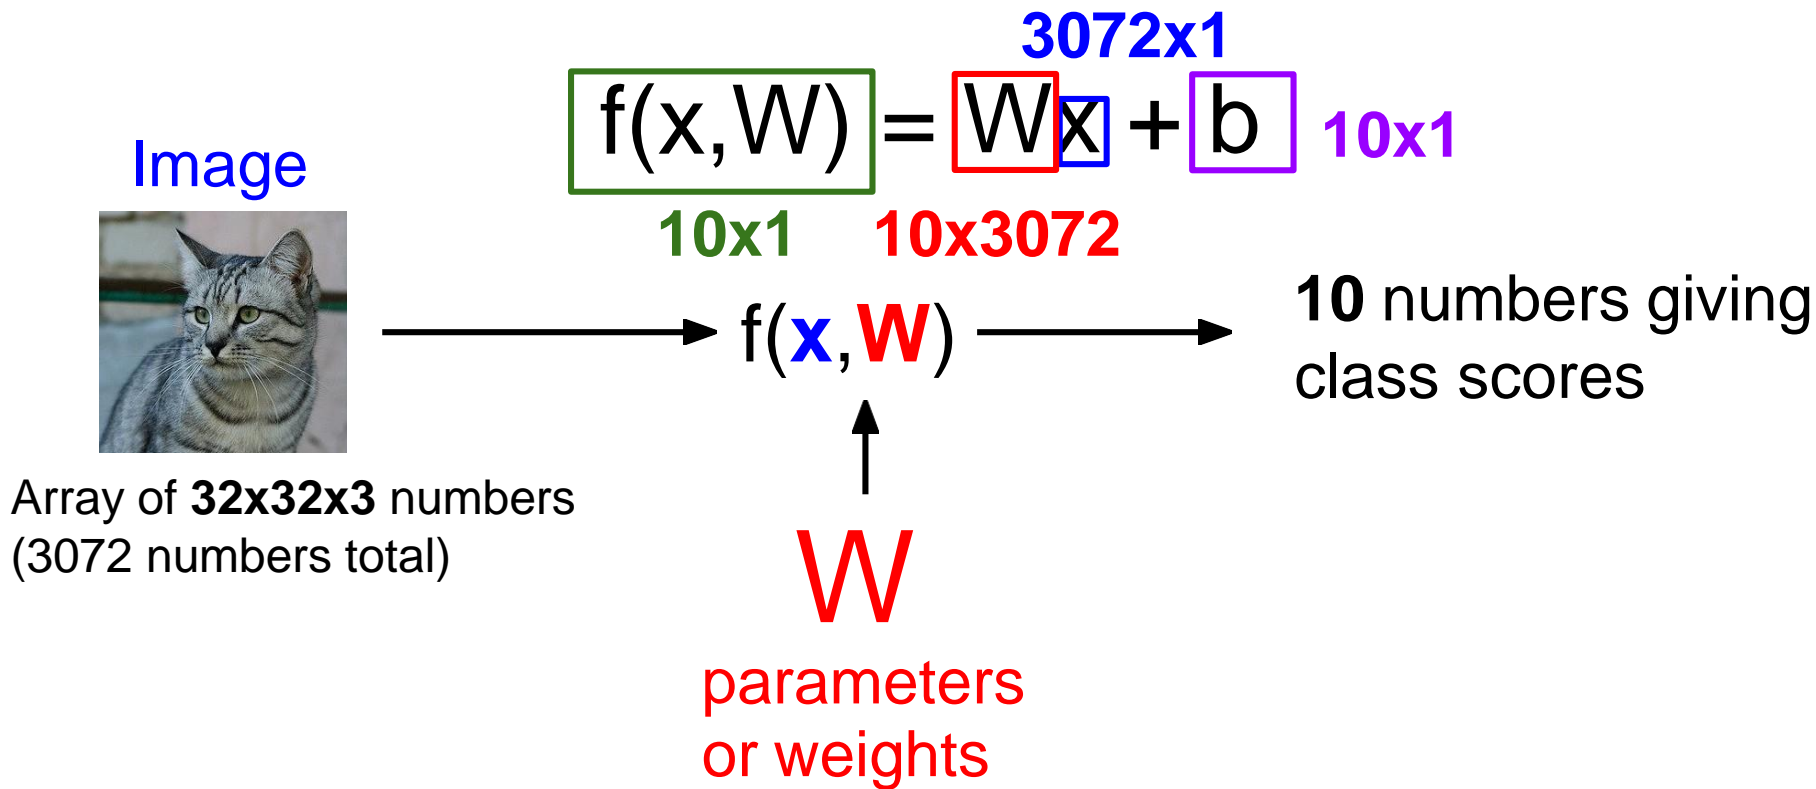 3072x1
f(x,W) = Wx + b
10x1
Image
10x1
10x3072
f(x,W)
10 numbers giving
class scores
Array of 32x32x3 numbers
(3072 numbers total)
W
parameters
or weights